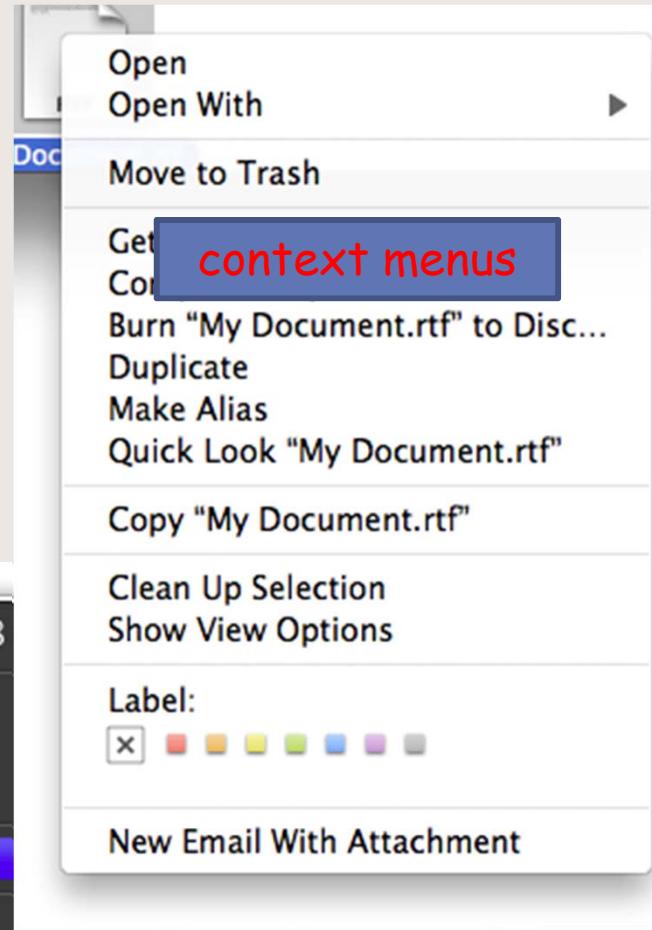 Open
Open With
Doc
Move to Trash
Get
context menus
Burn “My Document.rtf” to Disc...
Duplicate
Make Alias
Quick Look “My Document.rtf”
Copy “My Document.rtf”
Clean Up Selection
Show View Options
Label:
New Email With Attachment